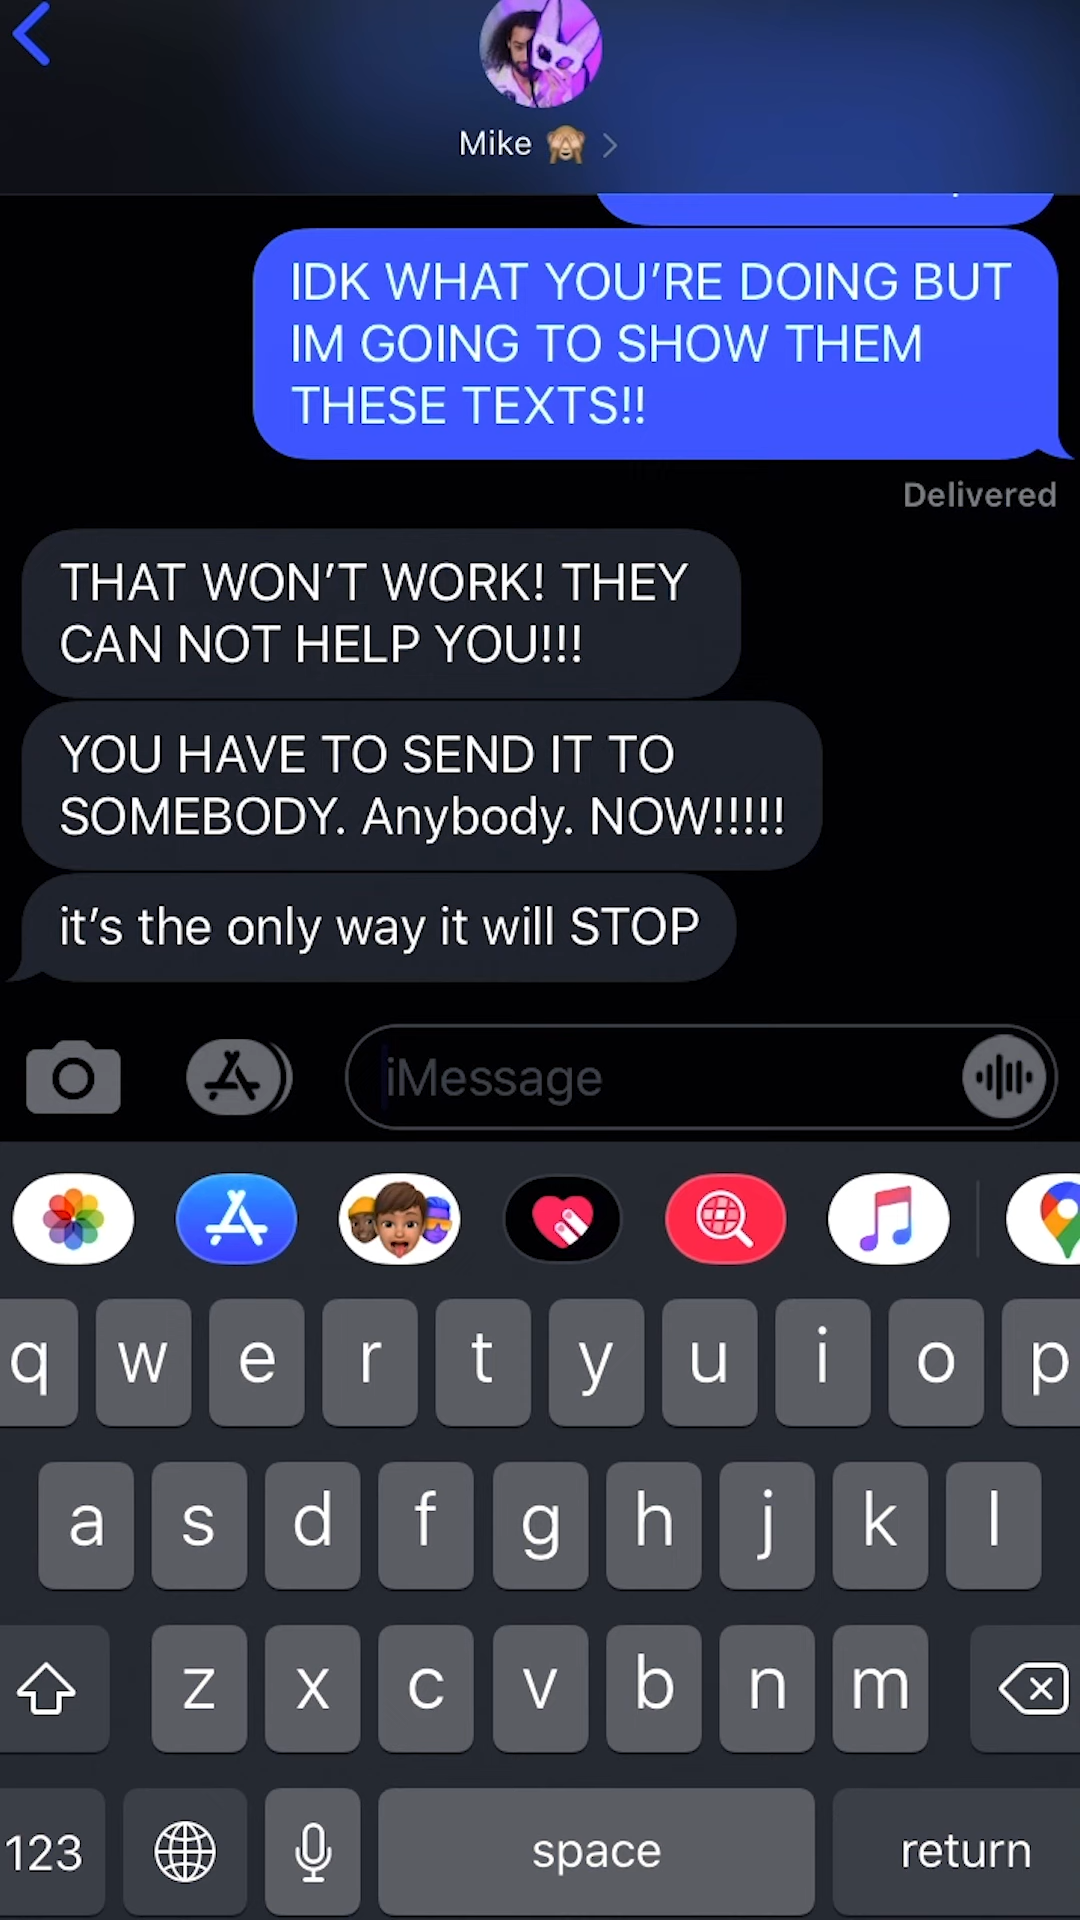 Mike
IDK WHAT YOU’RE DOING BUT
IM GOING TO SHOW THEM
THESE TEXTS!!
Delivered
THAT WON’T WORK! THEY
CAN NOT HELP YOU!!!
YOU HAVE TO SEND IT TO
SOMEBODY. Anybody. NOW!!!!!
it’s the only way it will STOP
iMessage
q w e r t y u i o p
a s d f g h j k l
z x c v b n m
123 space return